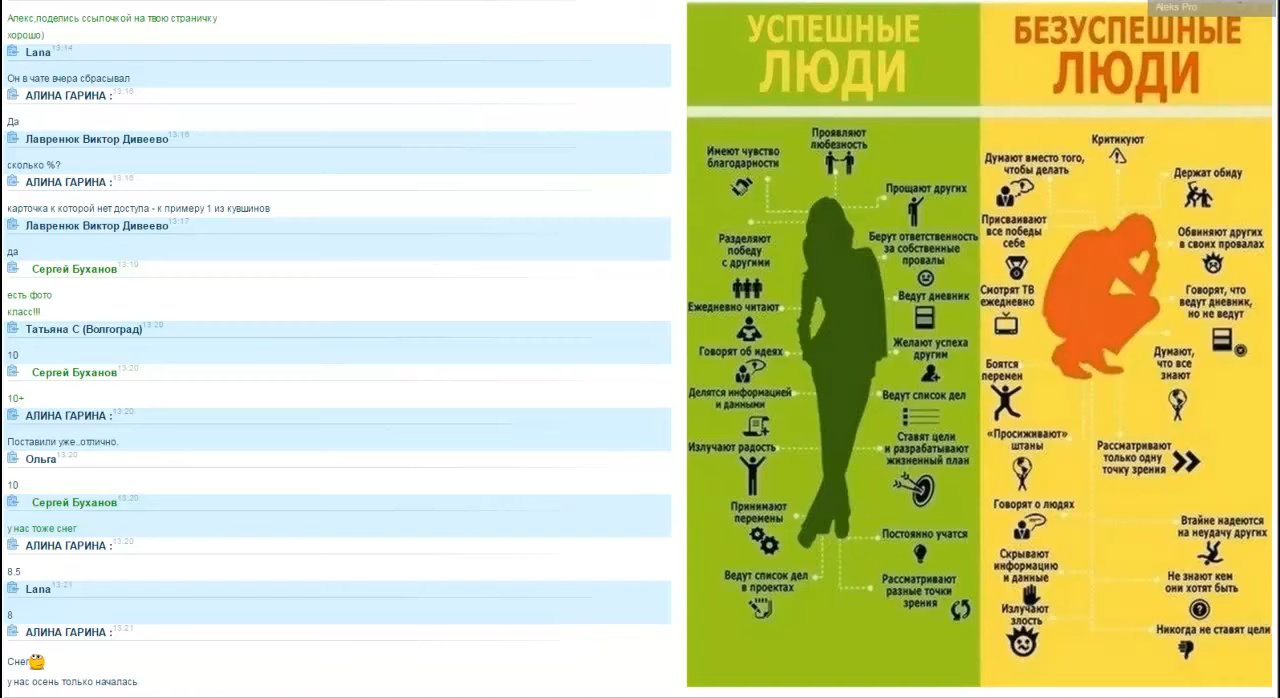 Алекс,поделись ссылочкой на твою страничку
хорошо)
Lana 13:14
Он в чате вчера сбрасывал
АЛИНА ГАРИНА : 13:16
Да
Лавренюк Виктор Дивеево 13:16
сколько %?
АЛИНА ГАРИНА : 13:16
карточка к которой нет доступа - к примеру 1 из кувшинов
Лавренюк Виктор Дивеево 13:17
да
Сергей Буханов 13:19
есть фото
класс!!!
Татьяна С (Волгоград) 13:20
10
Сергей Буханов 13:20
10+
АЛИНА ГАРИНА : 13:20
Поставили уже..отлично.
Ольга 13:20
10
Сергей Буханов 13:20
у нас тоже снег
АЛИНА ГАРИНА : 13:20
8.5
Lana 13:21
8
АЛИНА ГАРИНА : 13:21
Снег
у нас осень только началась
Aleks Pro
УСПЕШНЫЕ
ЛЮДИ
Проявляют
любезность
Имеют чувство
благодарности
Прощают других
Разделяют
победу
с другими
Берут ответственность
за собственные
провалы
Ежедневно читают
Ведут дневник
Говорят об идеях
Желают успеха
другим
Делятся информацией
и данными
Ведут список дел
Излучают радость
Ставят цели
и разрабатывают
жизненный план
Принимают
перемены
Постоянно учатся
Ведут список дел
в проектах
Рассматривают
разные точки
зрения
БЕЗУСПЕШНЫЕ
ЛЮДИ
Критикуют
Думают вместо того,
чтобы делать
Держат обиду
Присваивают
все победы
себе
Обвиняют других
в своих провалах
Смотрят ТВ
ежедневно
Говорят, что
ведут дневник,
но не ведут
Боятся
перемен
Думают,
что все
знают
«Просиживают»
штаны
Рассматривают
только одну
точку зрения
Говорят о людях
Втайне надеются
на неудачу других
Скрывают
информацию
и данные
Не знают кем
они хотят быть
Излучают
злость
Никогда не ставят цели